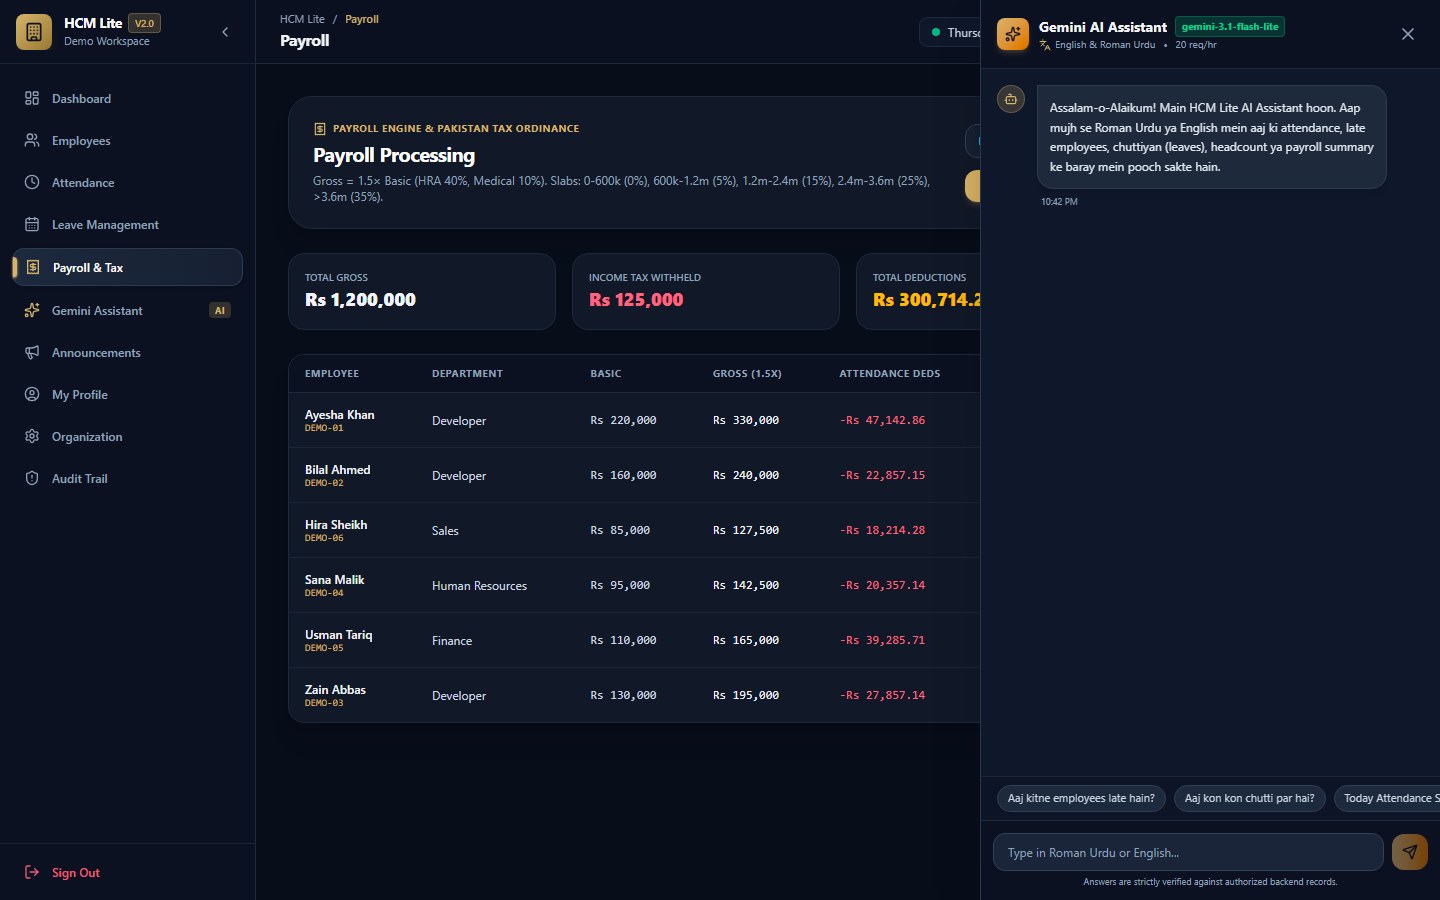 HCM Lite V2.0
Demo Workspace
Dashboard
Employees
Attendance
Leave Management
Payroll & Tax
Gemini Assistant AI
Announcements
My Profile
Organization
Audit Trail
Sign Out
HCM Lite / Payroll
Payroll
PAYROLL ENGINE & PAKISTAN TAX ORDINANCE
Payroll Processing
Gross = 1.5× Basic (HRA 40%, Medical 10%). Slabs: 0-600k (0%), 600k-1.2m (5%), 1.2m-2.4m (15%), 2.4m-3.6m (25%),
>3.6m (35%).
TOTAL GROSS
Rs 1,200,000
INCOME TAX WITHHELD
Rs 125,000
TOTAL DEDUCTIONS
Rs 300,714.2
EMPLOYEE DEPARTMENT BASIC GROSS (1.5X) ATTENDANCE DEDS
Ayesha Khan Developer Rs 220,000 Rs 330,000 -Rs 47,142.86
DEMO-01
Bilal Ahmed Developer Rs 160,000 Rs 240,000 -Rs 22,857.15
DEMO-02
Hira Sheikh Sales Rs 85,000 Rs 127,500 -Rs 18,214.28
DEMO-06
Sana Malik Human Resources Rs 95,000 Rs 142,500 -Rs 20,357.14
DEMO-04
Usman Tariq Finance Rs 110,000 Rs 165,000 -Rs 39,285.71
DEMO-05
Zain Abbas Developer Rs 130,000 Rs 195,000 -Rs 27,857.14
DEMO-03
Gemini AI Assistant gemini-3.1-flash-lite
English & Roman Urdu • 20 req/hr
Assalam-o-Alaikum! Main HCM Lite AI Assistant hoon. Aap
mujh se Roman Urdu ya English mein aaj ki attendance, late
employees, chuttiyan (leaves), headcount ya payroll summary
ke baray mein pooch sakte hain.
10:42 PM
Aaj kitne employees late hain? Aaj kon kon chutti par hai? Today Attendance
Type in Roman Urdu or English...
Answers are strictly verified against authorized backend records.